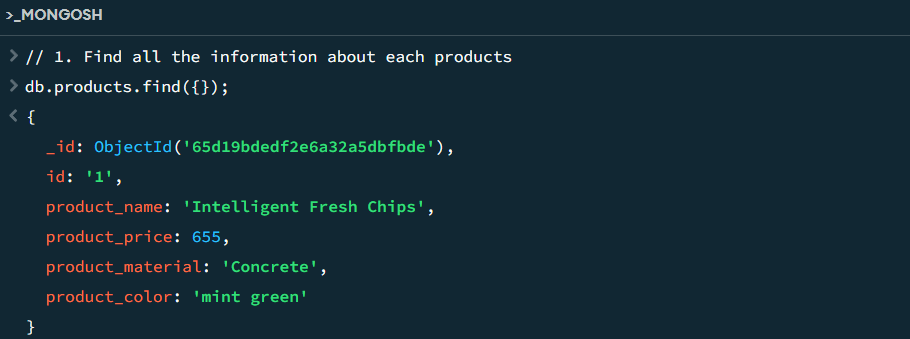 >_MONGOSH
> // 1. Find all the information about each products
> db.products.find({});
< {
_id: ObjectId('65d19bdedf2e6a32a5dbfbde'),
id: '1',
product_name: 'Intelligent Fresh Chips',
product_price: 655,
product_material: 'Concrete',
product_color: 'mint green'
}